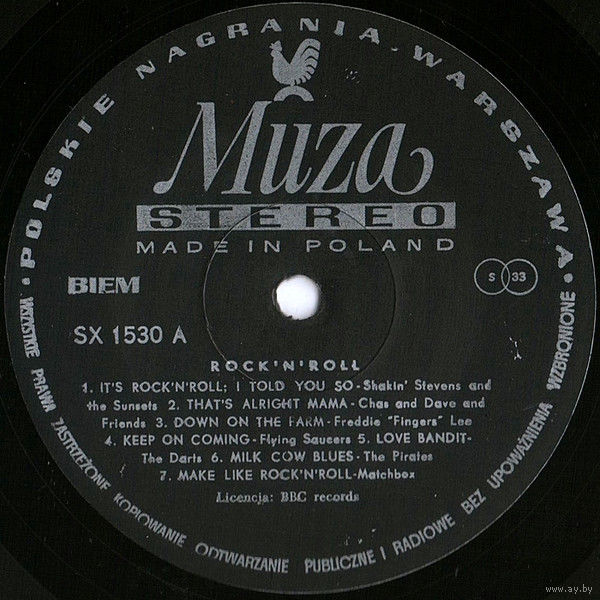 POLSKIE NAGRANIA · WARSZAWA ·
Muza
STEREO
MADE IN POLAND
BIEM
S 33
SX 1530 A
ROCK'N'ROLL
1. IT'S ROCK'N'ROLL; I TOLD YOU SO-Shakin' Stevens and
the Sunsets 2. THAT'S ALRIGHT MAMA-Chas and Dave and
Friends 3. DOWN ON THE FARM-Freddie "Fingers" Lee
4. KEEP ON COMING-Flying Saucers 5. LOVE BANDIT-
The Darts 6. MILK COW BLUES-The Pirates
7. MAKE LIKE ROCK'N'ROLL-Matchbox
Licencja: BBC records
WSZYSTKIE PRAWA ZASTRZEŻONE KOPIOWANIE ODTWARZANIE PUBLICZNE I RADIOWE BEZ UPOWAŻNIENIA WZBRONIONE
www.ay.by